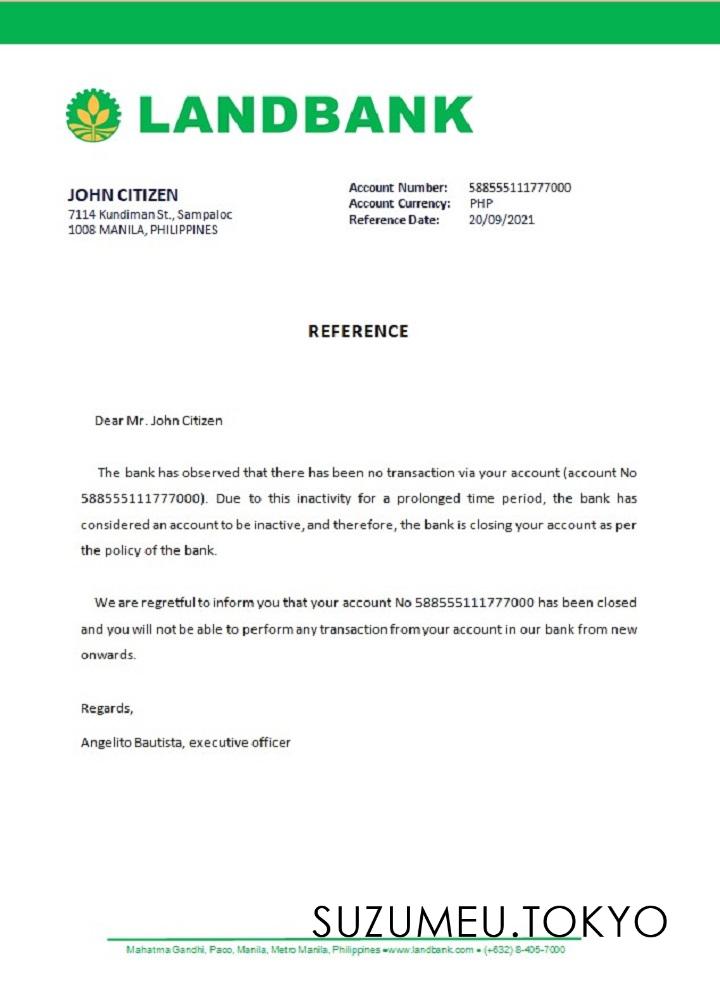 LANDBANK
JOHN CITIZEN
7114 Kundiman St., Sampaloc
1008 MANILA, PHILIPPINES
Account Number: 588555111777000
Account Currency: PHP
Reference Date: 20/09/2021
REFERENCE
Dear Mr. John Citizen
The bank has observed that there has been no transaction via your account (account No
588555111777000). Due to this inactivity for a prolonged time period, the bank has
considered an account to be inactive, and therefore, the bank is closing your account as per
the policy of the bank.
We are regretful to inform you that your account No 588555111777000 has been closed
and you will not be able to perform any transaction from your account in our bank from new
onwards.
Regards,
Angelito Bautista, executive officer
SUZUMEU.TOKYO
Mahatma Gandhi, Paco, Manila, Metro Manila, Philippines •www.landbank.com • (+632) 8-405-7000